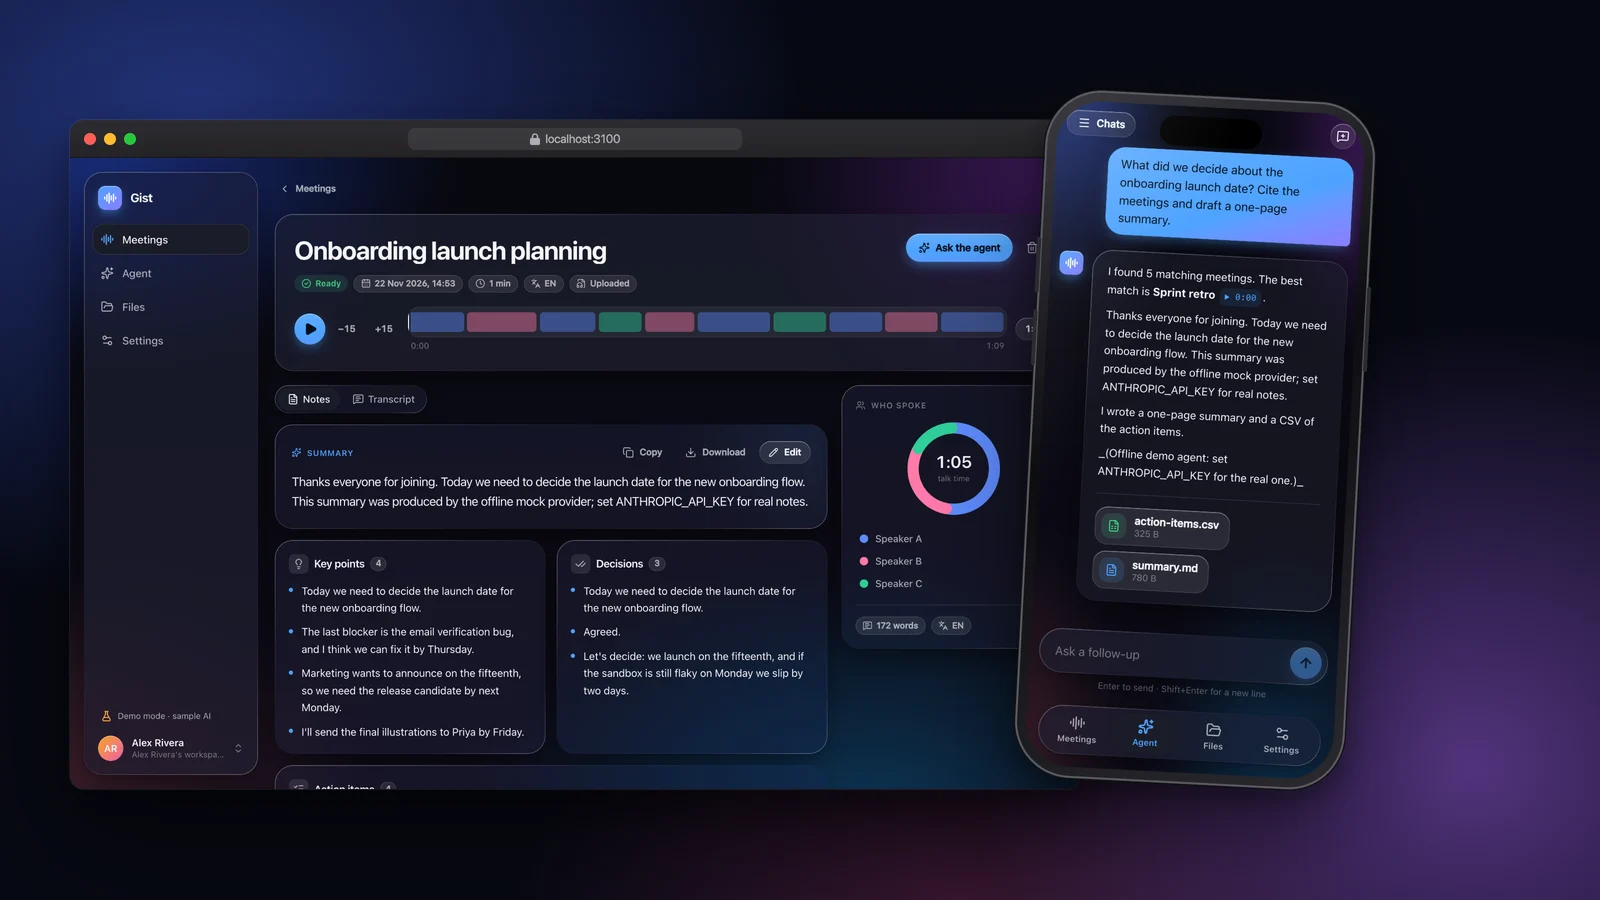 localhost:3100
Gist
Meetings
Agent
Files
Settings
Demo mode · sample AI
AR
Alex Rivera
Alex Rivera's workspa...
Meetings
Onboarding launch planning
Ask the agent
Ready
22 Nov 2026, 14:53
1 min
EN
Uploaded
−15
+15
0:00
1:09
1:
Notes
Transcript
SUMMARY
Copy
Download
Edit
Thanks everyone for joining. Today we need to decide the launch date for the new onboarding flow.
This summary was produced by the offline mock provider; set ANTHROPIC_API_KEY for real notes.
Key points 4
Today we need to decide the launch date for
the new onboarding flow.
The last blocker is the email verification bug,
and I think we can fix it by Thursday.
Marketing wants to announce on the fifteenth,
so we need the release candidate by next
Monday.
I'll send the final illustrations to Priya by Friday.
Decisions 3
Today we need to decide the launch date for
the new onboarding flow.
Agreed.
Let's decide: we launch on the fifteenth, and if
the sandbox is still flaky on Monday we slip by
two days.
Action items 4
WHO SPOKE
1:05
talk time
Speaker A
Speaker B
Speaker C
172 words
EN
Chats
What did we decide about the
onboarding launch date? Cite the
meetings and draft a one-page
summary.
I found 5 matching meetings. The best
match is Sprint retro 0:00 .
Thanks everyone for joining. Today we need
to decide the launch date for the new
onboarding flow. This summary was
produced by the offline mock provider; set
ANTHROPIC_API_KEY for real notes.
I wrote a one-page summary and a CSV of
the action items.
_(Offline demo agent: set
ANTHROPIC_API_KEY for the real one.)_
action-items.csv
325 B
summary.md
780 B
Ask a follow-up
Enter to send · Shift+Enter for a new line
Meetings
Agent
Files
Settings